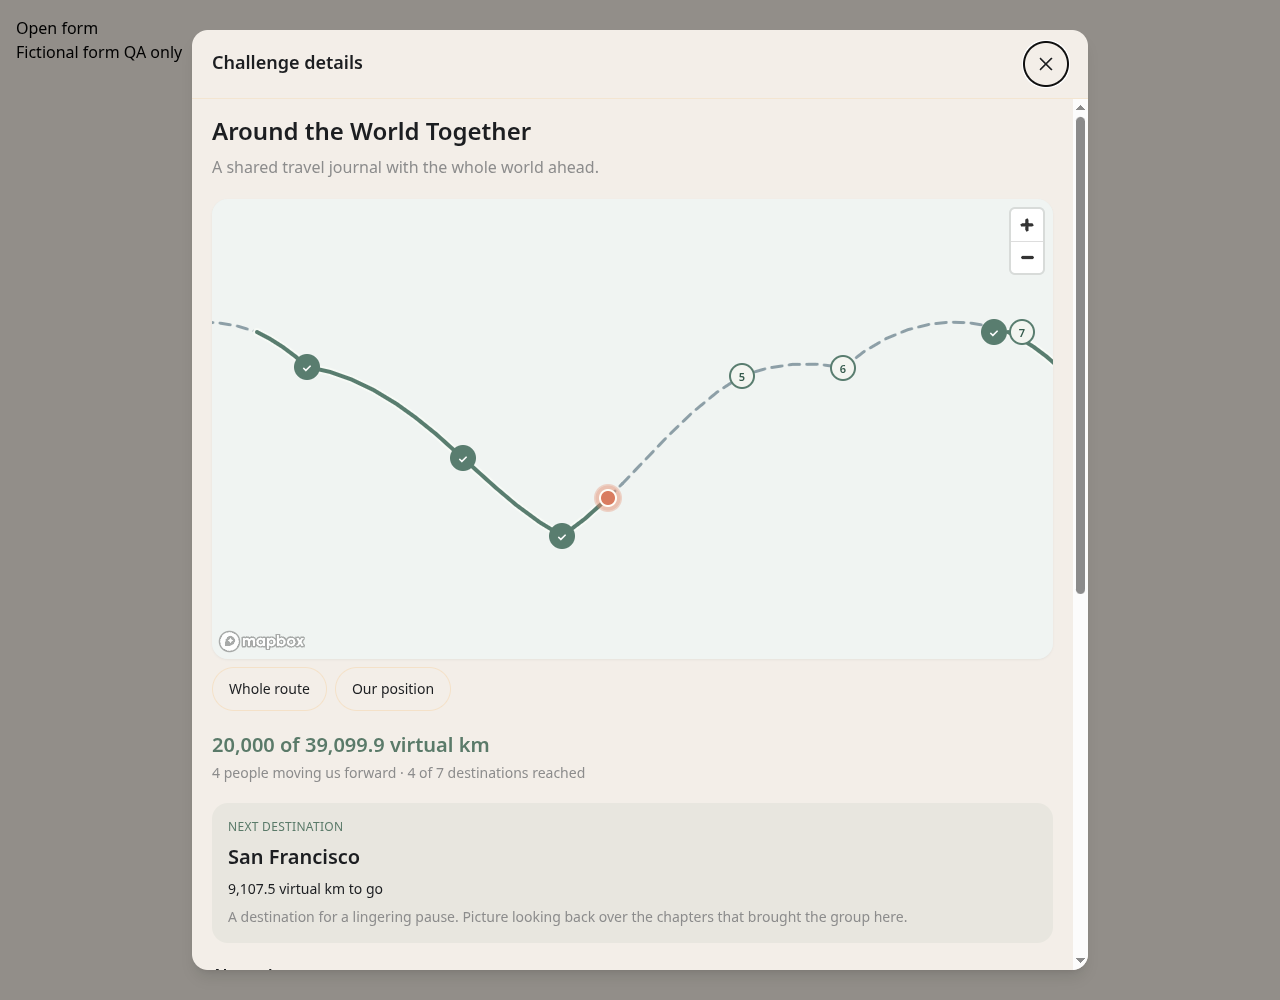 Open form
Fictional form QA only
Challenge details
Around the World Together
A shared travel journal with the whole world ahead.
7
5
6
mapbox
Whole route
Our position
20,000 of 39,099.9 virtual km
4 people moving us forward · 4 of 7 destinations reached
NEXT DESTINATION
San Francisco
9,107.5 virtual km to go
A destination for a lingering pause. Picture looking back over the chapters that brought the group here.